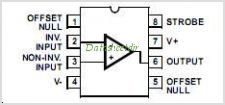 OFFSET
NULL
1
INV.
INPUT
2
NON-INV.
INPUT
3
V-
4
8
STROBE
7
V+
6
OUTPUT
5
OFFSET
NULL